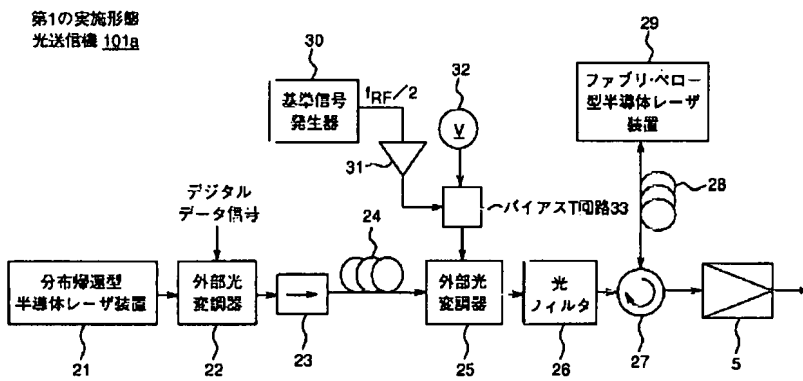 第1の実施形態
光送信機 101a
30
基準信号
発生器
fRF/2
31
32
V
29
ファブリ・ペロー
型半導体レーザ
装置
28
バイアスT回路33
デジタル
データ信号
24
分布帰還型
半導体レーザ装置
外部光
変調器
外部光
変調器
光
フィルタ
21
22
23
25
26
27
5